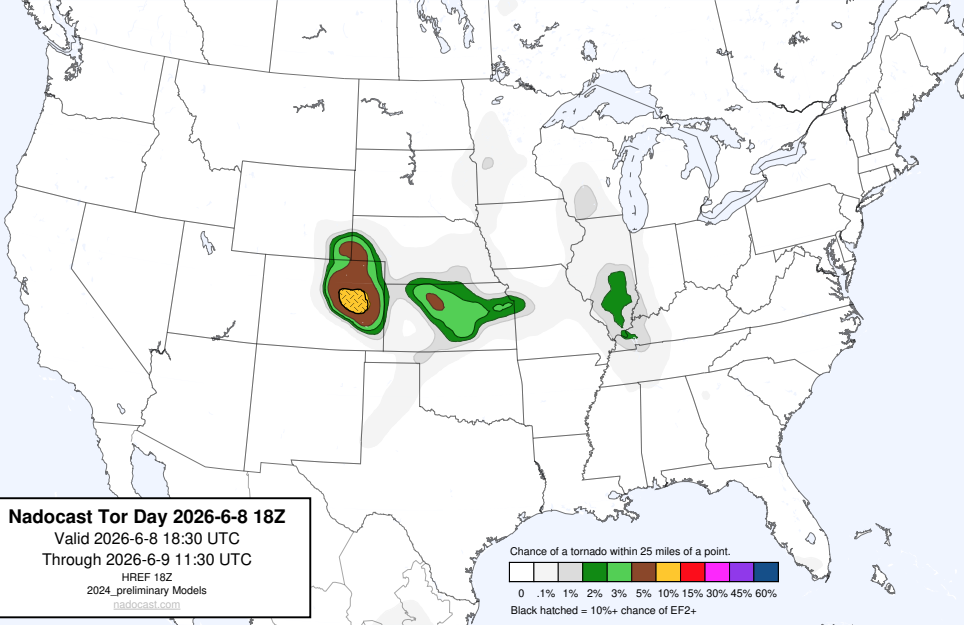 Nadocast Tor Day 2026-6-8 18Z
Valid 2026-6-8 18:30 UTC
Through 2026-6-9 11:30 UTC
HREF 18Z
2024_preliminary Models
nadocast.com
Chance of a tornado within 25 miles of a point.
0 .1% 1% 2% 3% 5% 10% 15% 30% 45% 60%
Black hatched = 10%+ chance of EF2+